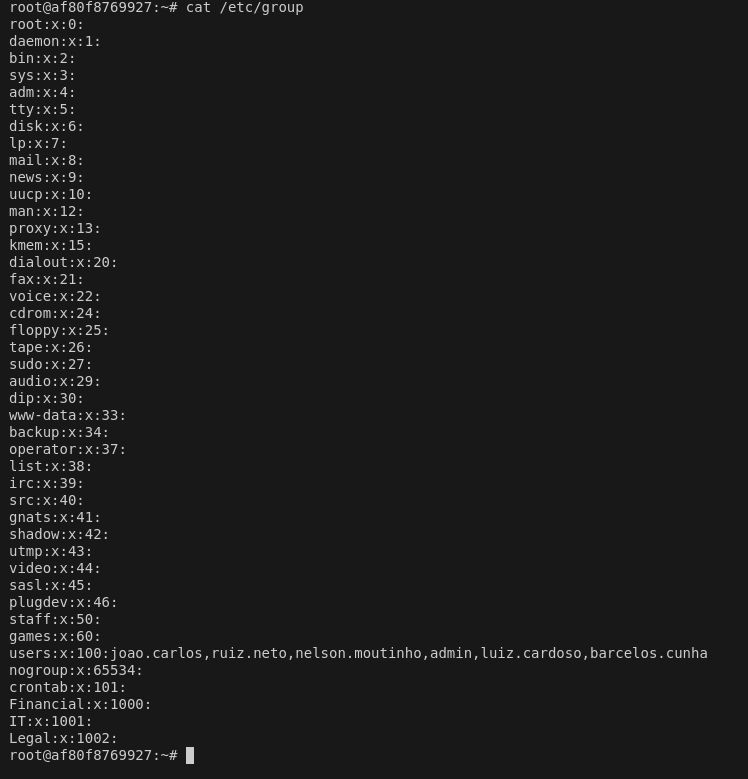 root@af80f8769927:~# cat /etc/group
root:x:0:
daemon:x:1:
bin:x:2:
sys:x:3:
adm:x:4:
tty:x:5:
disk:x:6:
lp:x:7:
mail:x:8:
news:x:9:
uucp:x:10:
man:x:12:
proxy:x:13:
kmem:x:15:
dialout:x:20:
fax:x:21:
voice:x:22:
cdrom:x:24:
floppy:x:25:
tape:x:26:
sudo:x:27:
audio:x:29:
dip:x:30:
www-data:x:33:
backup:x:34:
operator:x:37:
list:x:38:
irc:x:39:
src:x:40:
gnats:x:41:
shadow:x:42:
utmp:x:43:
video:x:44:
sasl:x:45:
plugdev:x:46:
staff:x:50:
games:x:60:
users:x:100:joao.carlos,ruiz.neto,nelson.moutinho,admin,luiz.cardoso,barcelos.cunha
nogroup:x:65534:
crontab:x:101:
Financial:x:1000:
IT:x:1001:
Legal:x:1002:
root@af80f8769927:~#